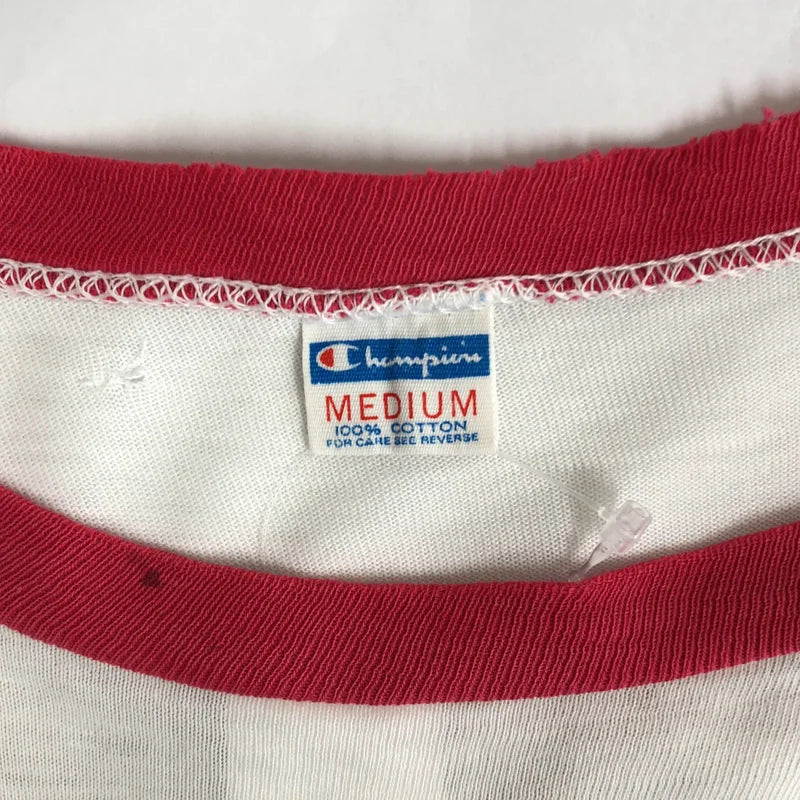 Champion
MEDIUM
100% COTTON
FOR CARE SEE REVERSE